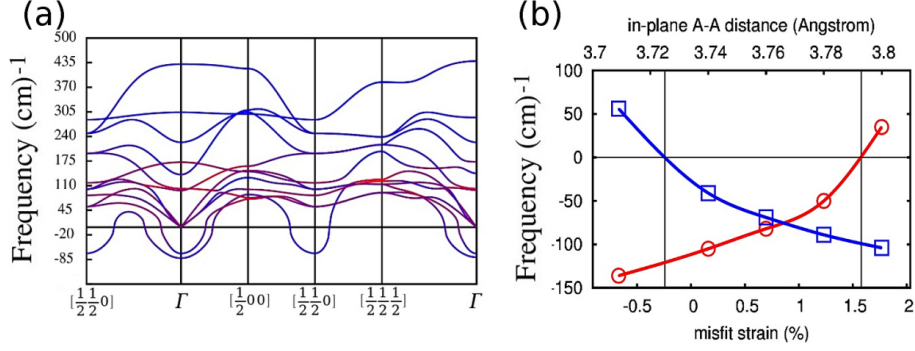 (a)
500
435
370
305
240
175
110
45
-20
-85
Frequency (cm)-1
[1/2 1/2 0]
Γ
[1/2 0 0]
[1/2 1/2 0]
[1/2 1/2 1/2]
Γ
(b)
in-plane A-A distance (Angstrom)
3.7 3.72 3.74 3.76 3.78 3.8
100
50
0
-50
-100
-150
Frequency (cm)-1
-0.5 0 0.5 1 1.5 2
misfit strain (%)